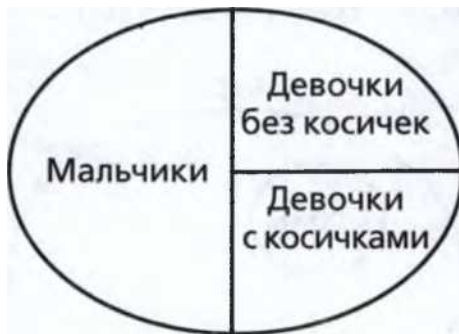 Девочки
без косичек
Мальчики
Девочки
с косичками